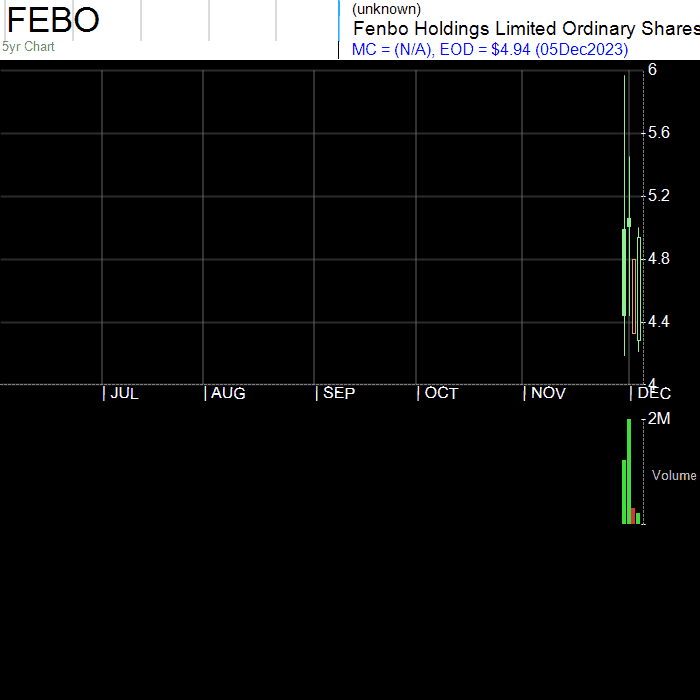 FEBO
5yr Chart
(unknown)
Fenbo Holdings Limited Ordinary Shares
MC = (N/A), EOD = $4.94 (05Dec2023)
6
5.6
5.2
4.8
4.4
4
| JUL | AUG | SEP | OCT | NOV | DEC
2M
Volume